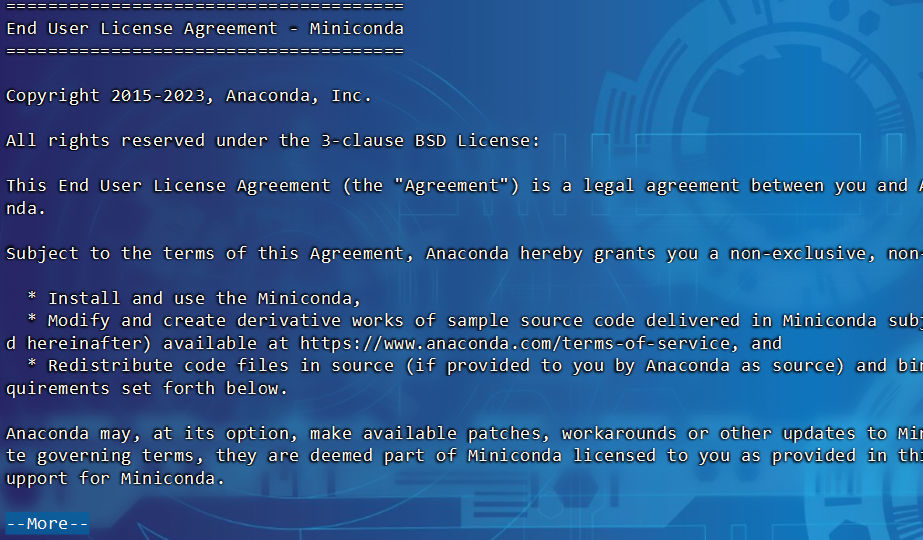 ======================================
End User License Agreement - Miniconda
======================================
Copyright 2015-2023, Anaconda, Inc.
All rights reserved under the 3-clause BSD License:
This End User License Agreement (the "Agreement") is a legal agreement between you and
nda.
Subject to the terms of this Agreement, Anaconda hereby grants you a non-exclusive, non-
* Install and use the Miniconda,
* Modify and create derivative works of sample source code delivered in Miniconda subj
d hereinafter) available at https://www.anaconda.com/terms-of-service, and
* Redistribute code files in source (if provided to you by Anaconda as source) and bin
quirements set forth below.
Anaconda may, at its option, make available patches, workarounds or other updates to Min
te governing terms, they are deemed part of Miniconda licensed to you as provided in thi
upport for Miniconda.
--More--